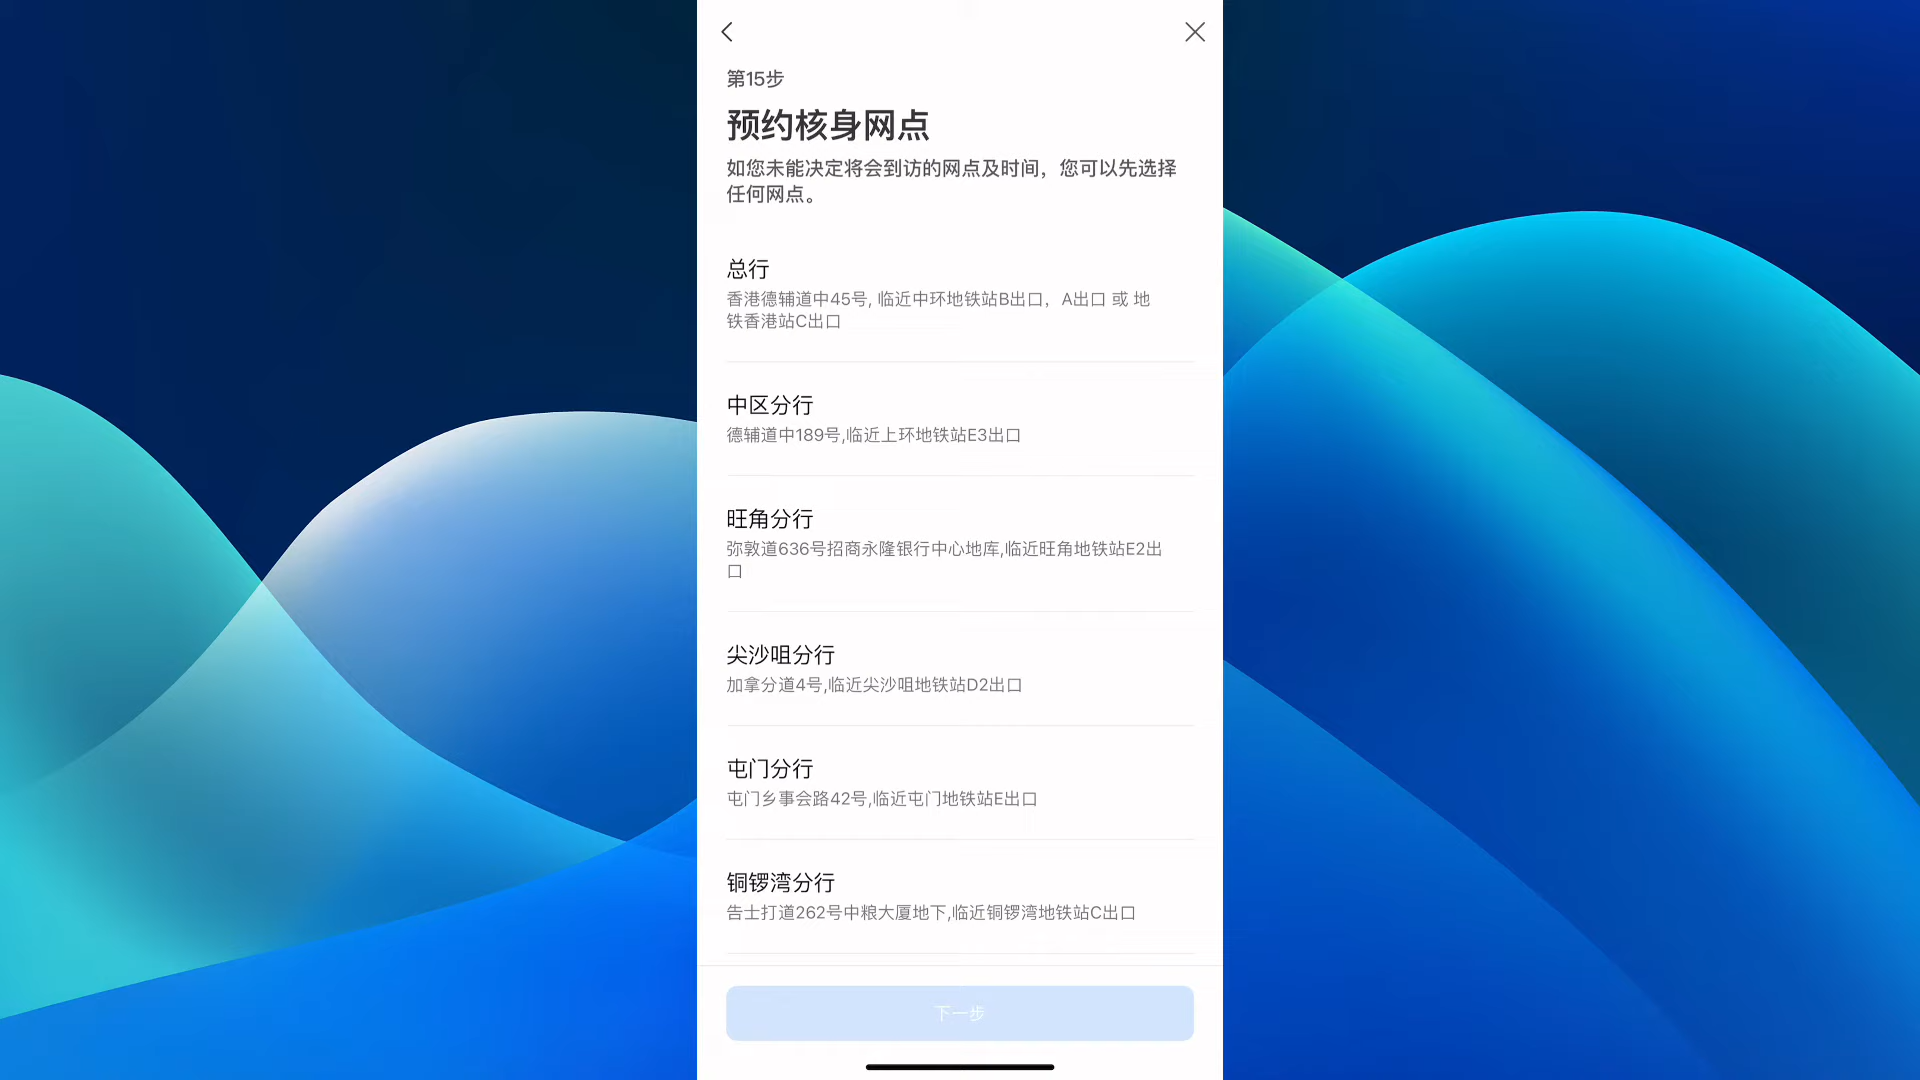 第15步
预约核身网点
如您未能决定将会到访的网点及时间，您可以先选择
任何网点。
总行
香港德辅道中45号, 临近中环地铁站B出口，A出口 或 地
铁香港站C出口
中区分行
德辅道中189号,临近上环地铁站E3出口
旺角分行
弥敦道636号招商永隆银行中心地库,临近旺角地铁站E2出
口
尖沙咀分行
加拿分道4号,临近尖沙咀地铁站D2出口
屯门分行
屯门乡事会路42号,临近屯门地铁站E出口
铜锣湾分行
告士打道262号中粮大厦地下,临近铜锣湾地铁站C出口
下一步